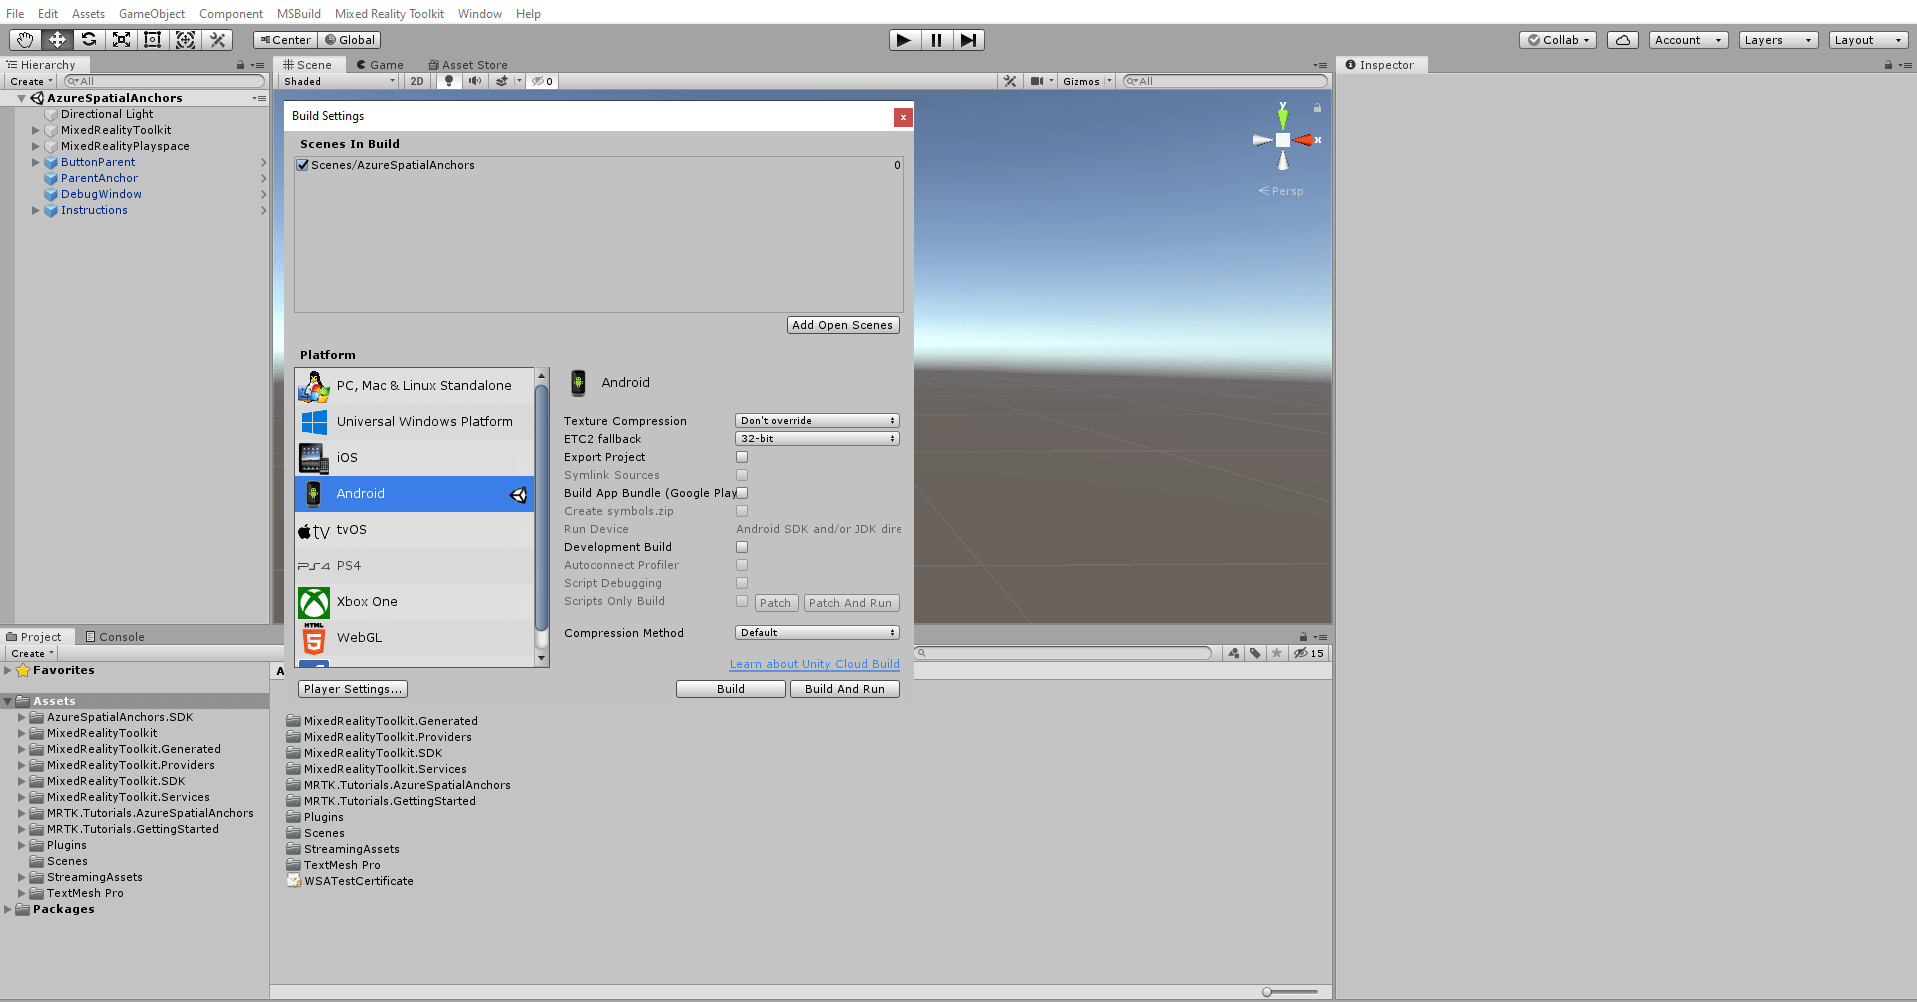 File Edit Assets GameObject Component MSBuild Mixed Reality Toolkit Window Help
Center Global Collab Account Layers Layout
Hierarchy
Create All
AzureSpatialAnchors
Directional Light
MixedRealityToolkit
MixedRealityPlayspace
ButtonParent
ParentAnchor
DebugWindow
Instructions
Scene Game Asset Store
Shaded 2D 0 Gizmos All
y
x
Persp
Inspector
Build Settings
x
Scenes In Build
Scenes/AzureSpatialAnchors 0
Add Open Scenes
Platform
PC, Mac & Linux Standalone
Universal Windows Platform
iOS
Android
tv tvOS
PS4 PS4
Xbox One
HTML 5 WebGL
Android
Texture Compression Don't override
ETC2 fallback 32-bit
Export Project
Symlink Sources
Build App Bundle (Google Play
Create symbols.zip
Run Device Android SDK and/or JDK dire
Development Build
Autoconnect Profiler
Script Debugging
Scripts Only Build Patch Patch And Run
Compression Method Default
Learn about Unity Cloud Build
Player Settings... Build Build And Run
Project Console
Create 15
Favorites
A
Assets
AzureSpatialAnchors.SDK
MixedRealityToolkit
MixedRealityToolkit.Generated
MixedRealityToolkit.Providers
MixedRealityToolkit.SDK
MixedRealityToolkit.Services
MRTK.Tutorials.AzureSpatialAnchors
MRTK.Tutorials.GettingStarted
Plugins
Scenes
StreamingAssets
TextMesh Pro
Packages
MixedRealityToolkit.Generated
MixedRealityToolkit.Providers
MixedRealityToolkit.SDK
MixedRealityToolkit.Services
MRTK.Tutorials.AzureSpatialAnchors
MRTK.Tutorials.GettingStarted
Plugins
Scenes
StreamingAssets
TextMesh Pro
WSATestCertificate